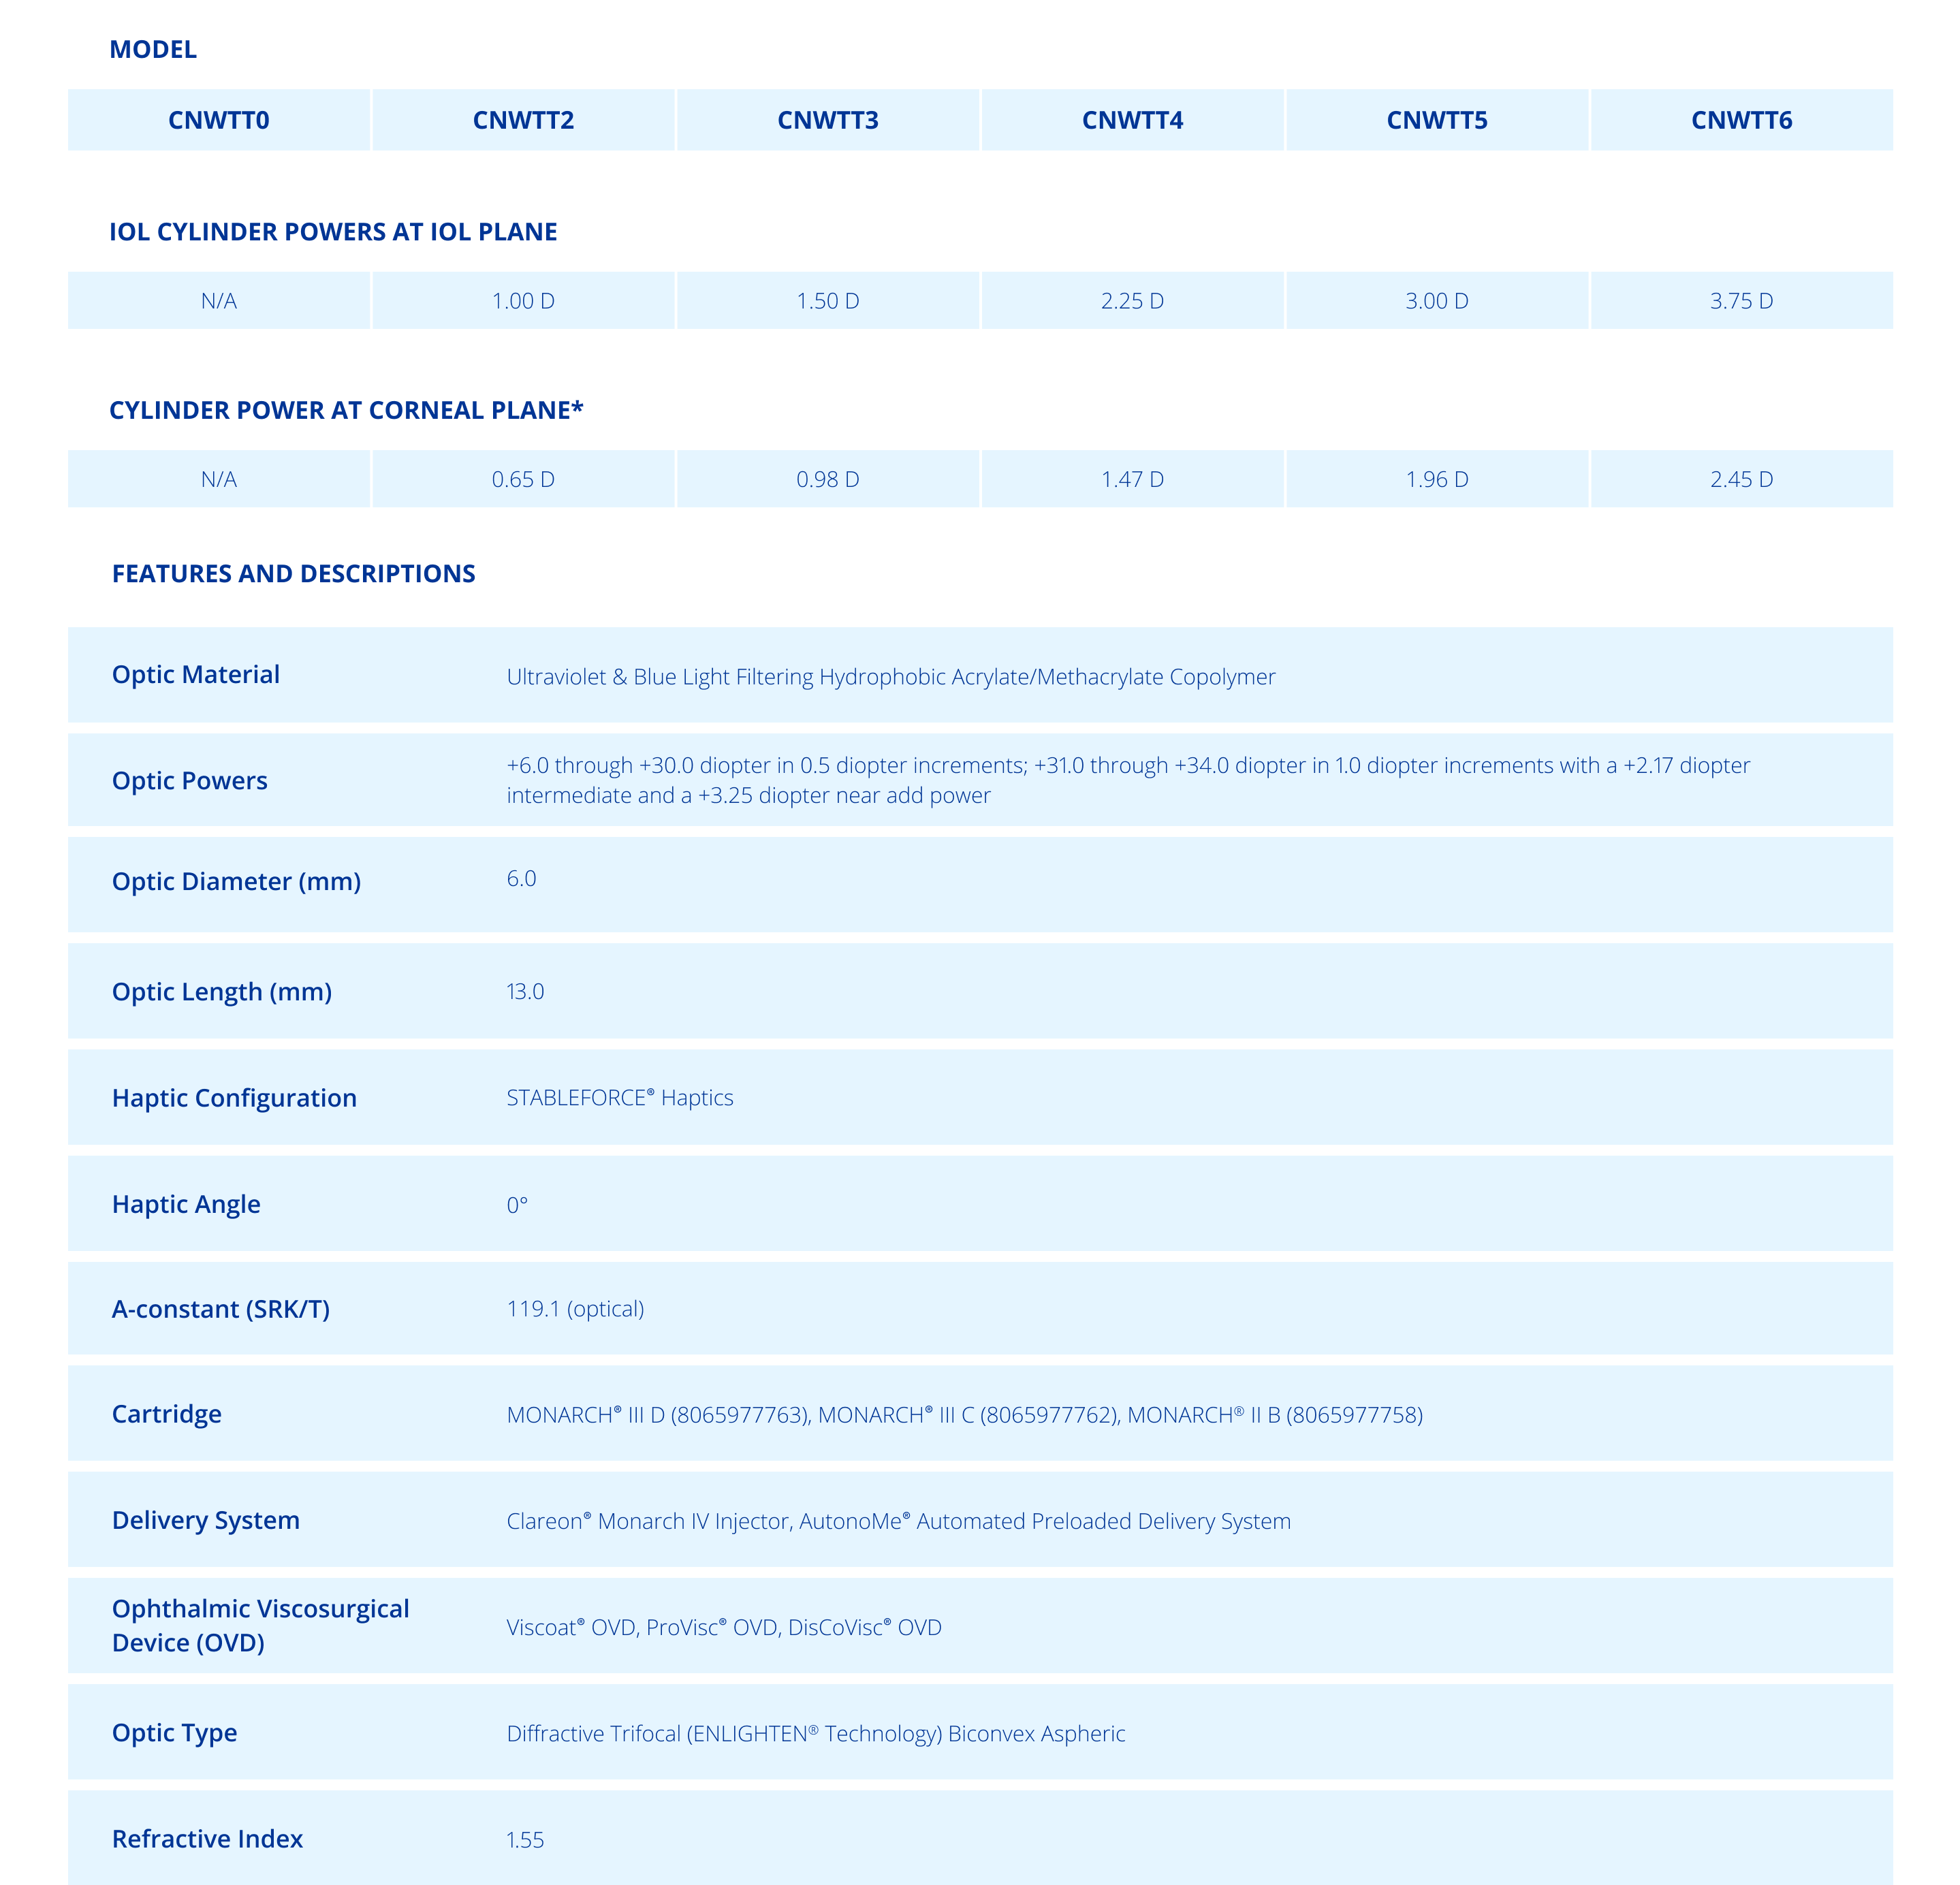 MODEL
CNWTT0 CNWTT2 CNWTT3 CNWTT4 CNWTT5 CNWTT6
IOL CYLINDER POWERS AT IOL PLANE
N/A 1.00 D 1.50 D 2.25 D 3.00 D 3.75 D
CYLINDER POWER AT CORNEAL PLANE*
N/A 0.65 D 0.98 D 1.47 D 1.96 D 2.45 D
FEATURES AND DESCRIPTIONS
Optic Material Ultraviolet & Blue Light Filtering Hydrophobic Acrylate/Methacrylate Copolymer
Optic Powers +6.0 through +30.0 diopter in 0.5 diopter increments; +31.0 through +34.0 diopter in 1.0 diopter increments with a +2.17 diopter
intermediate and a +3.25 diopter near add power
Optic Diameter (mm) 6.0
Optic Length (mm) 13.0
Haptic Configuration STABLEFORCE® Haptics
Haptic Angle 0°
A-constant (SRK/T) 119.1 (optical)
Cartridge MONARCH® III D (8065977763), MONARCH® III C (8065977762), MONARCH® II B (8065977758)
Delivery System Clareon® Monarch IV Injector, AutonoMe® Automated Preloaded Delivery System
Ophthalmic Viscosurgical
Device (OVD) Viscoat® OVD, ProVisc® OVD, DisCoVisc® OVD
Optic Type Diffractive Trifocal (ENLIGHTEN® Technology) Biconvex Aspheric
Refractive Index 1.55